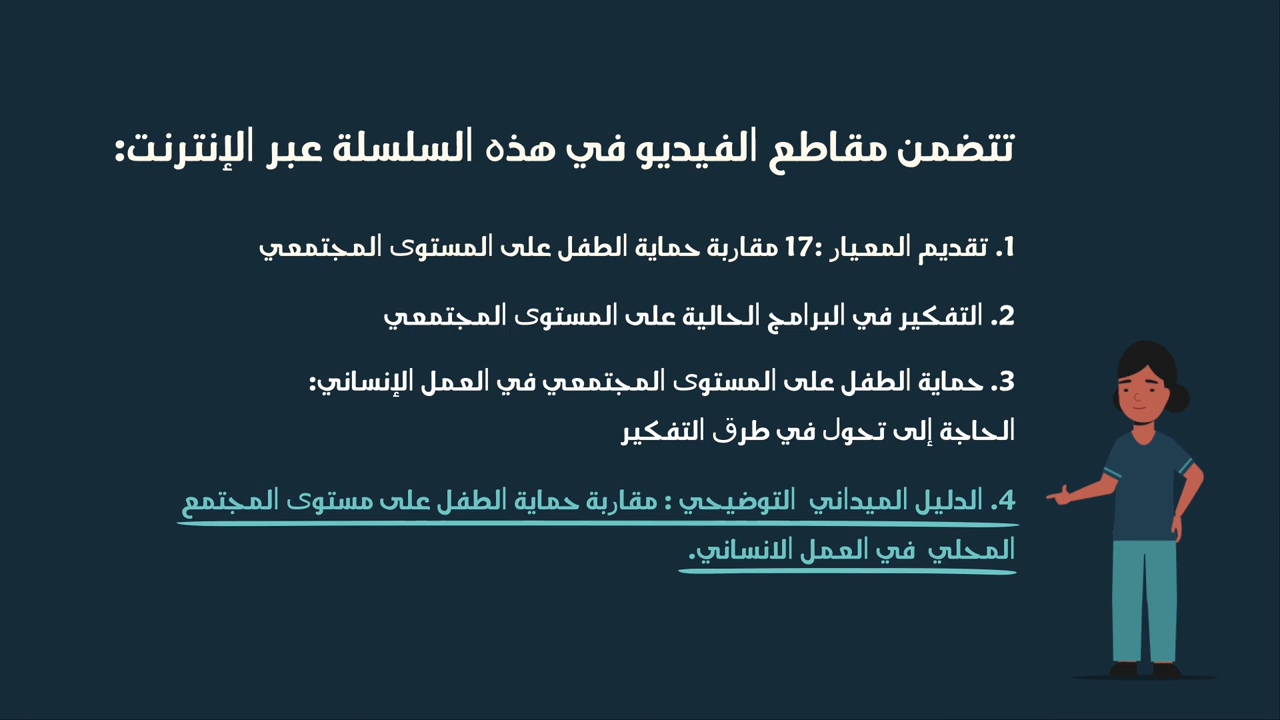 تتضمن مقاطع الفيديو في هذه السلسلة عبر الإنترنت:
1. تقديم المعيار :17 مقاربة حماية الطفل على المستوى المجتمعي
2. التفكير في البرامج الحالية على المستوى المجتمعي
3. حماية الطفل على المستوى المجتمعي في العمل الإنساني:
الحاجة إلى تحول في طرق التفكير
4. الدليل الميداني التوضيحي : مقاربة حماية الطفل على مستوى المجتمع
المحلي في العمل الانساني.